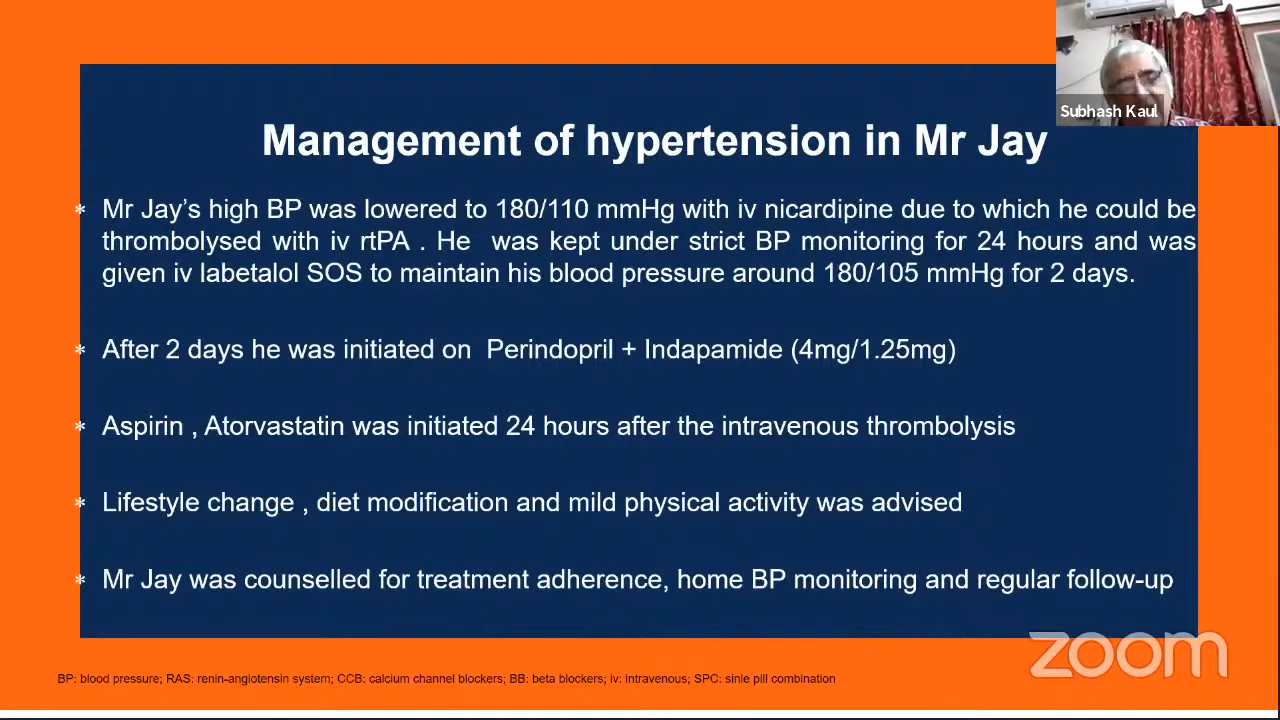 Subhash Kaul
Management of hypertension in Mr Jay
* Mr Jay's high BP was lowered to 180/110 mmHg with iv nicardipine due to which he could be
thrombolysed with iv rtPA . He was kept under strict BP monitoring for 24 hours and was
given iv labetalol SOS to maintain his blood pressure around 180/105 mmHg for 2 days.
* After 2 days he was initiated on Perindopril + Indapamide (4mg/1.25mg)
* Aspirin , Atorvastatin was initiated 24 hours after the intravenous thrombolysis
* Lifestyle change , diet modification and mild physical activity was advised
* Mr Jay was counselled for treatment adherence, home BP monitoring and regular follow-up
zoom
BP: blood pressure; RAS: renin-angiotensin system; CCB: calcium channel blockers; BB: beta blockers; iv: intravenous; SPC: sinle pill combination